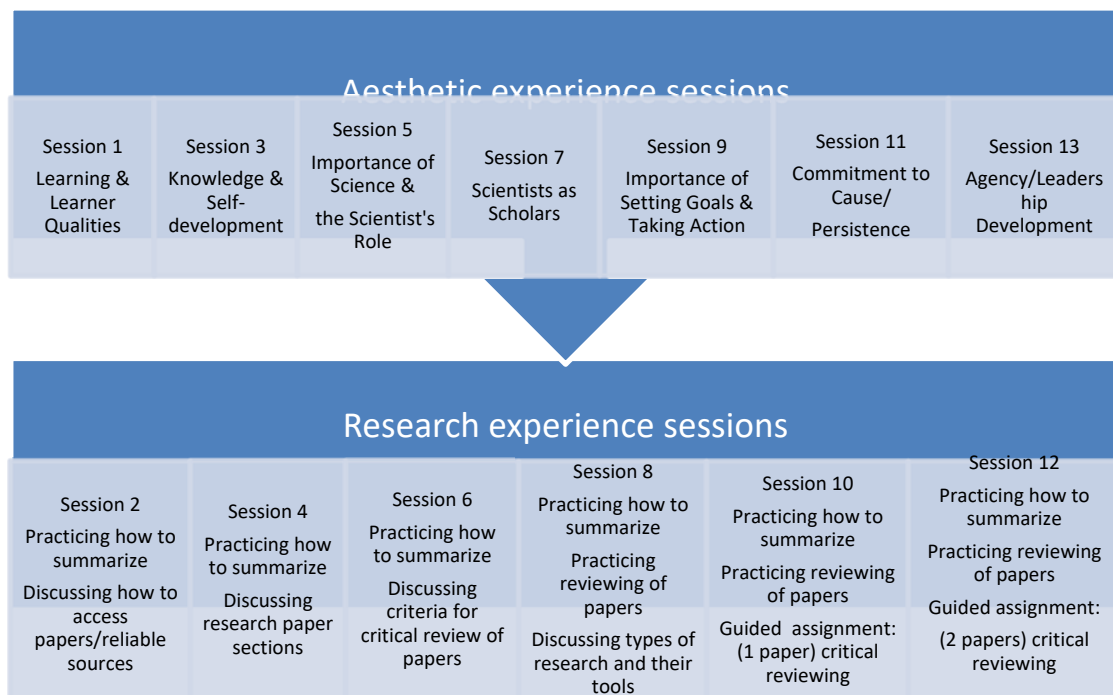 Aesthetic experience sessions
Session 1
Learning &
Learner
Qualities
Session 3
Knowledge &
Self-
development
Session 5
Importance of
Science &
the Scientist's
Role
Session 7
Scientists as
Scholars
Session 9
Importance of
Setting Goals &
Taking Action
Session 11
Commitment to
Cause/
Persistence
Session 13
Agency/Leaders
hip
Development
Research experience sessions
Session 2
Practicing how to
summarize
Discussing how to
access
papers/reliable
sources
Session 4
Practicing how
to summarize
Discussing
research paper
sections
Session 6
Practicing how
to summarize
Discussing
criteria for
critical review of
papers
Session 8
Practicing how to
summarize
Practicing
reviewing of
papers
Discussing types of
research and their
tools
Session 10
Practicing how to
summarize
Practicing reviewing
of papers
Guided assignment:
(1 paper) critical
reviewing
Session 12
Practicing how to
summarize
Practicing reviewing
of papers
Guided assignment:
(2 papers) critical
reviewing